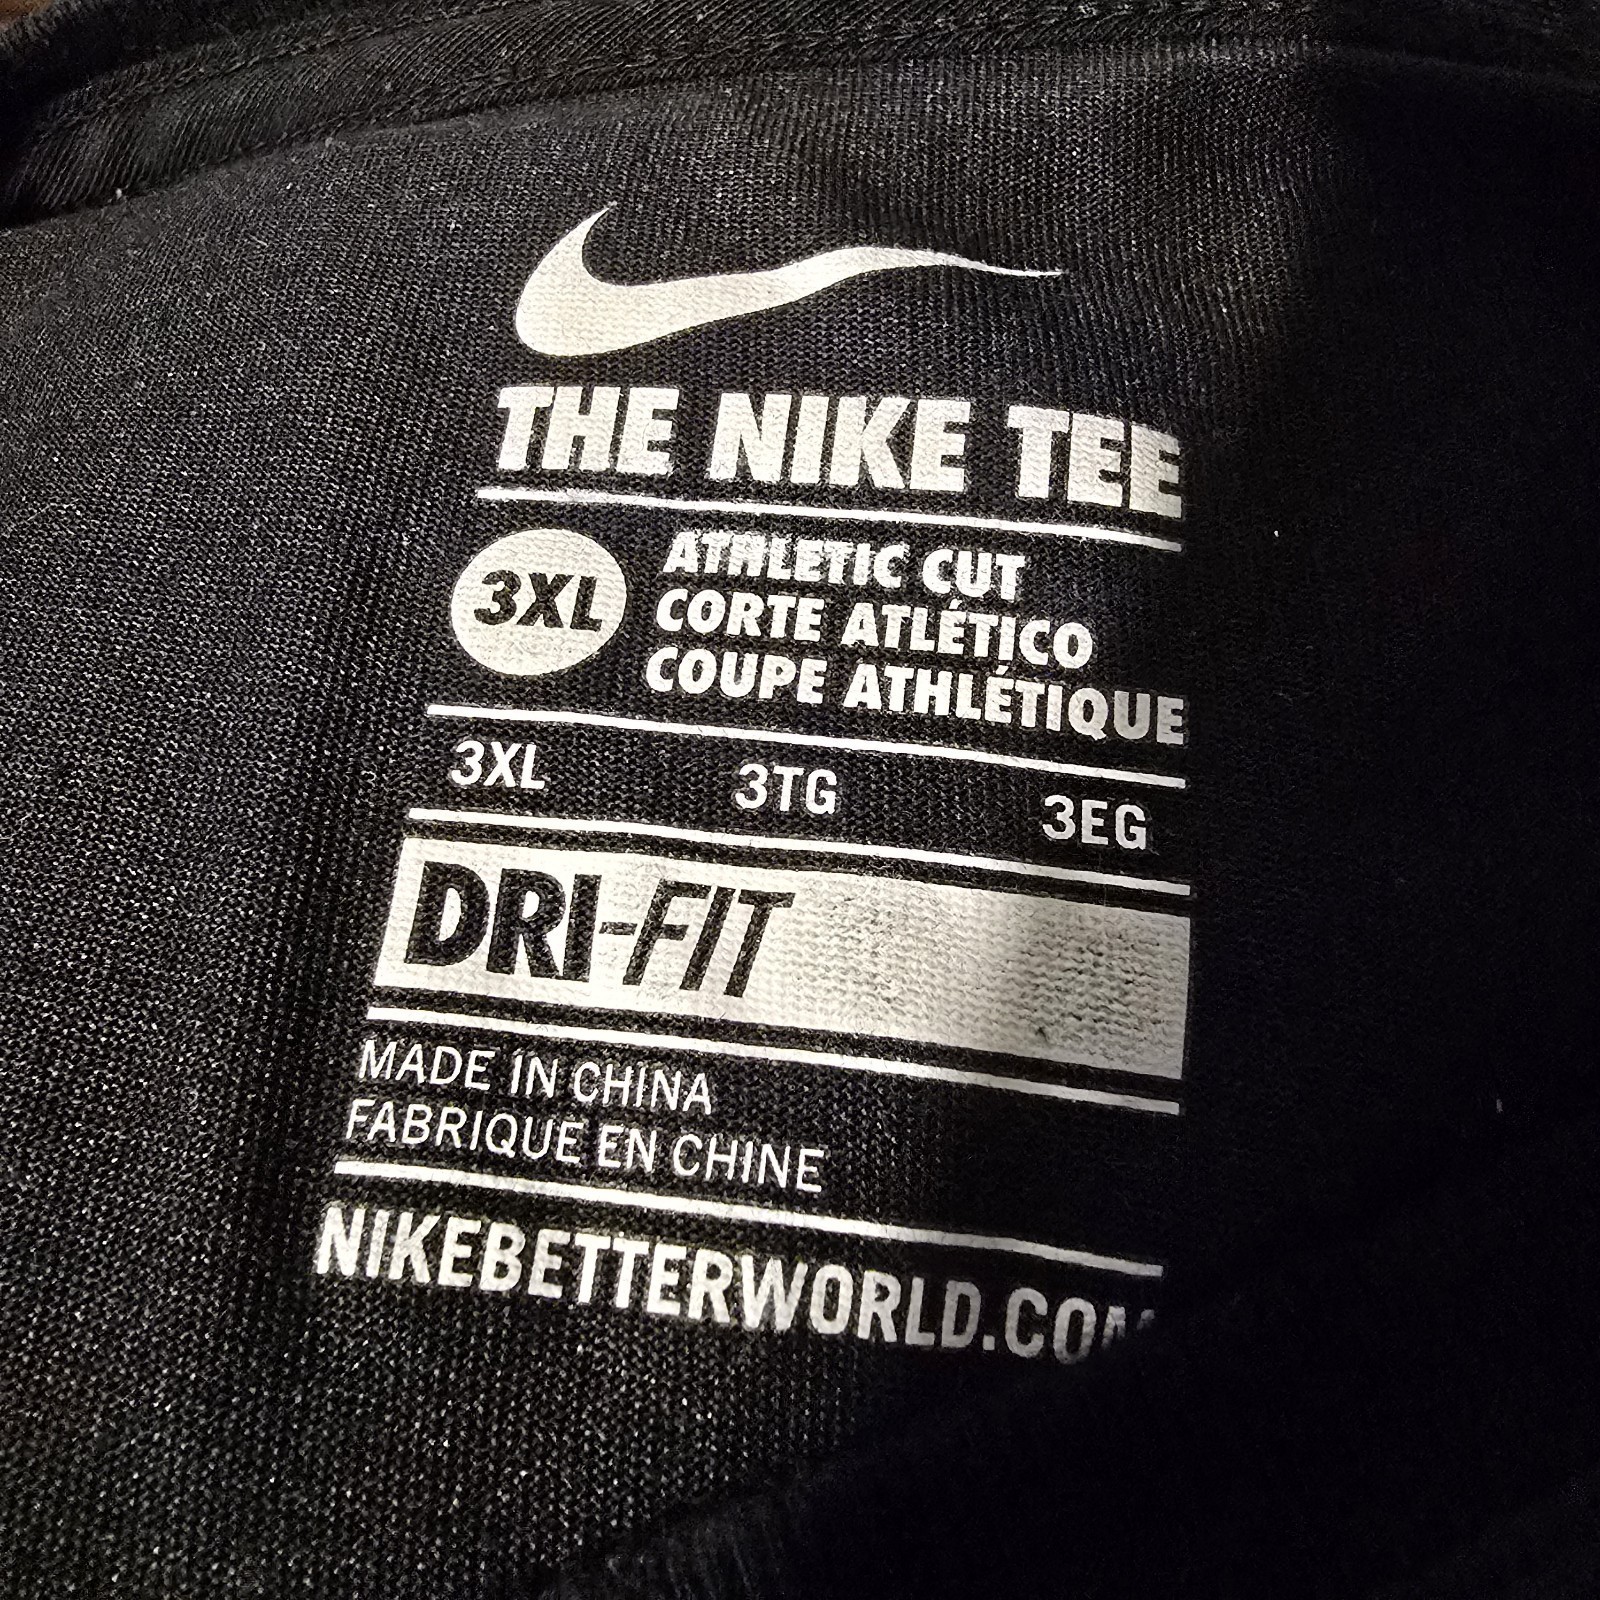 THE NIKE TEE
3XL
ATHLETIC CUT
CORTE ATLÉTICO
COUPE ATHLÉTIQUE
3XL 3TG 3EG
DRI-FIT
MADE IN CHINA
FABRIQUE EN CHINE
NIKEBETTERWORLD.COM